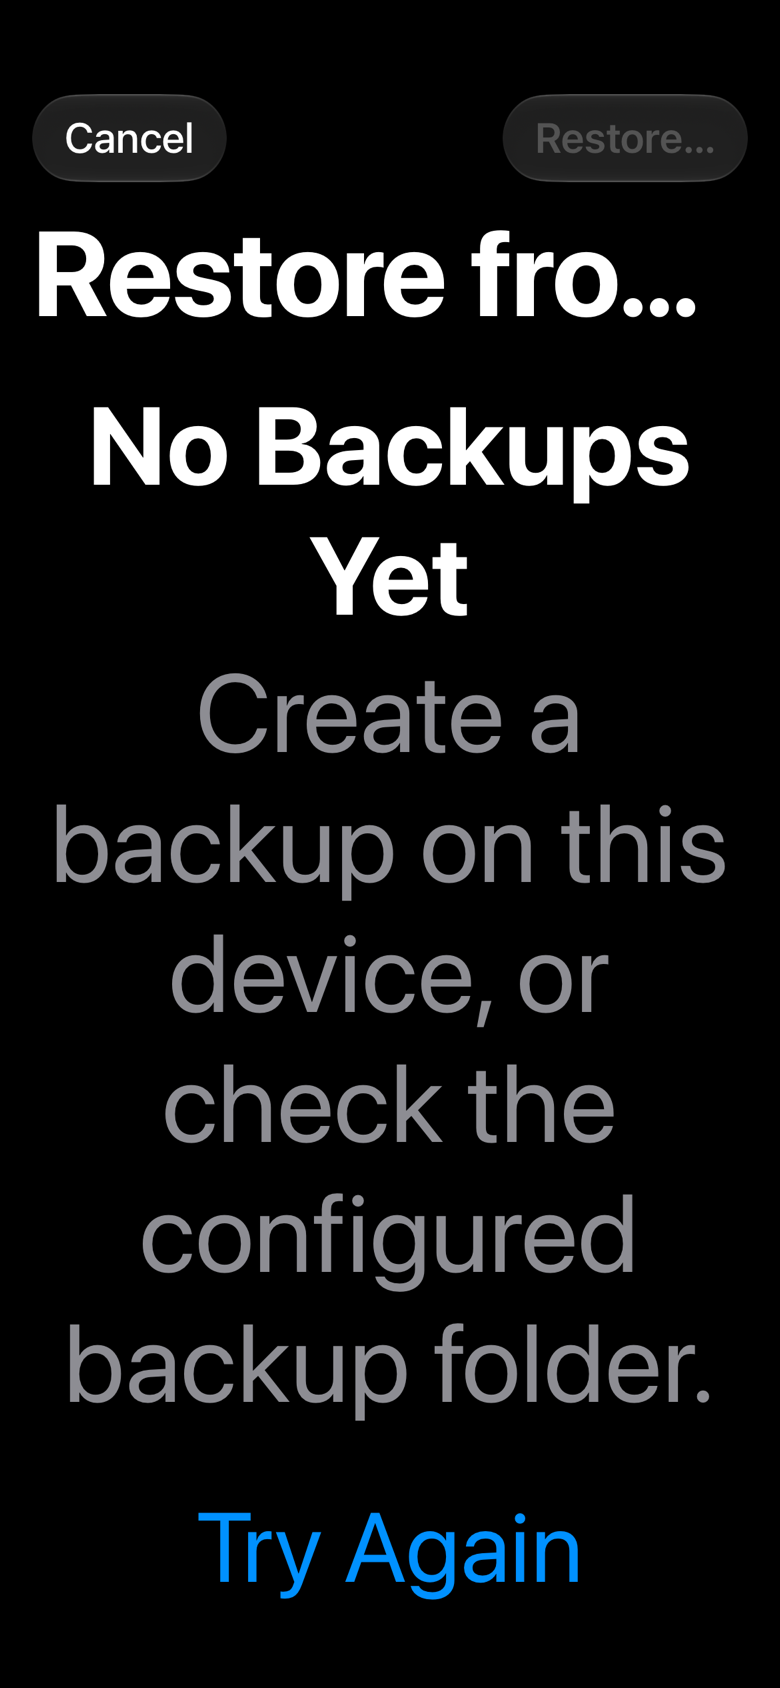 Cancel
Restore...
Restore fro...
No Backups
Yet
Create a
backup on this
device, or
check the
configured
backup folder.
Try Again